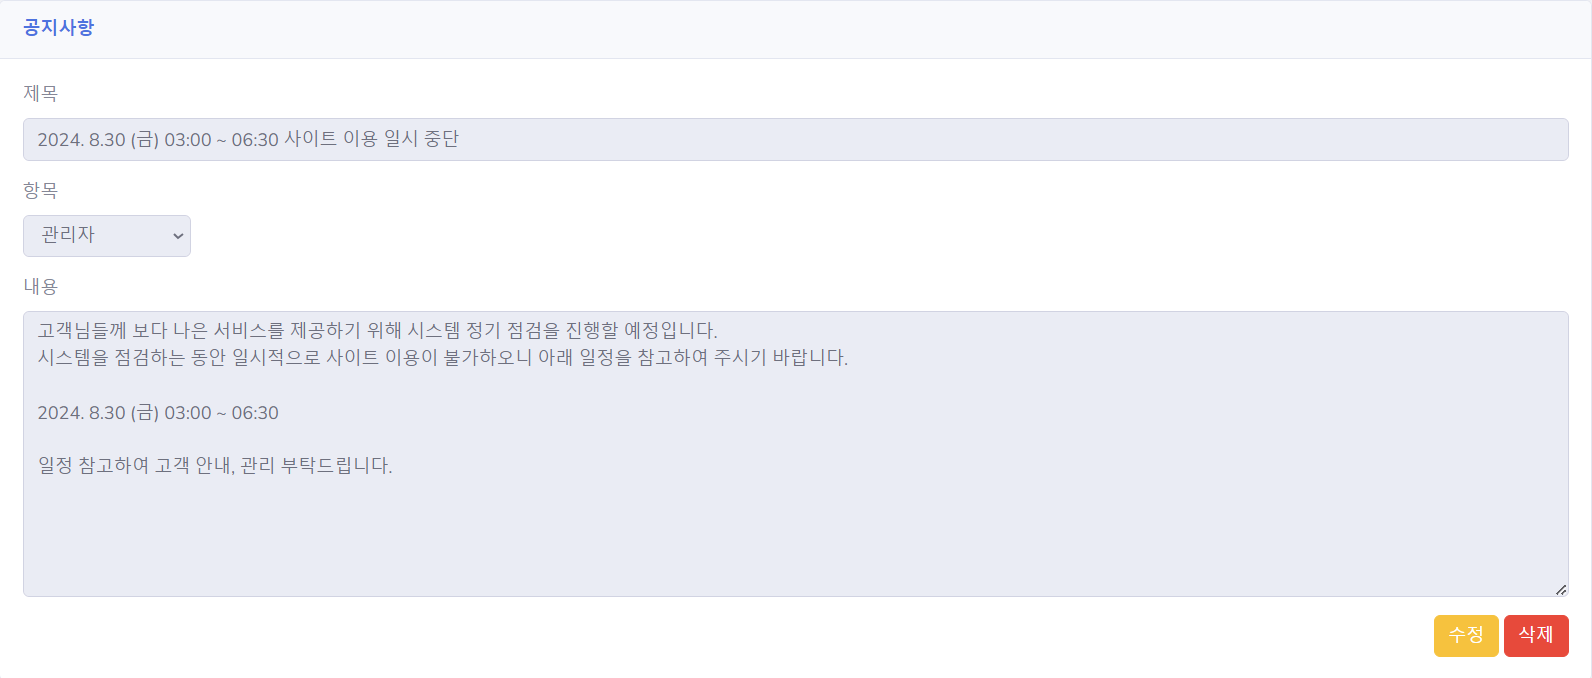 공지사항
제목
2024. 8.30 (금) 03:00 ~ 06:30 사이트 이용 일시 중단
항목
관리자
내용
고객님들께 보다 나은 서비스를 제공하기 위해 시스템 정기 점검을 진행할 예정입니다.
시스템을 점검하는 동안 일시적으로 사이트 이용이 불가하오니 아래 일정을 참고하여 주시기 바랍니다.
2024. 8.30 (금) 03:00 ~ 06:30
일정 참고하여 고객 안내, 관리 부탁드립니다.
수정 삭제